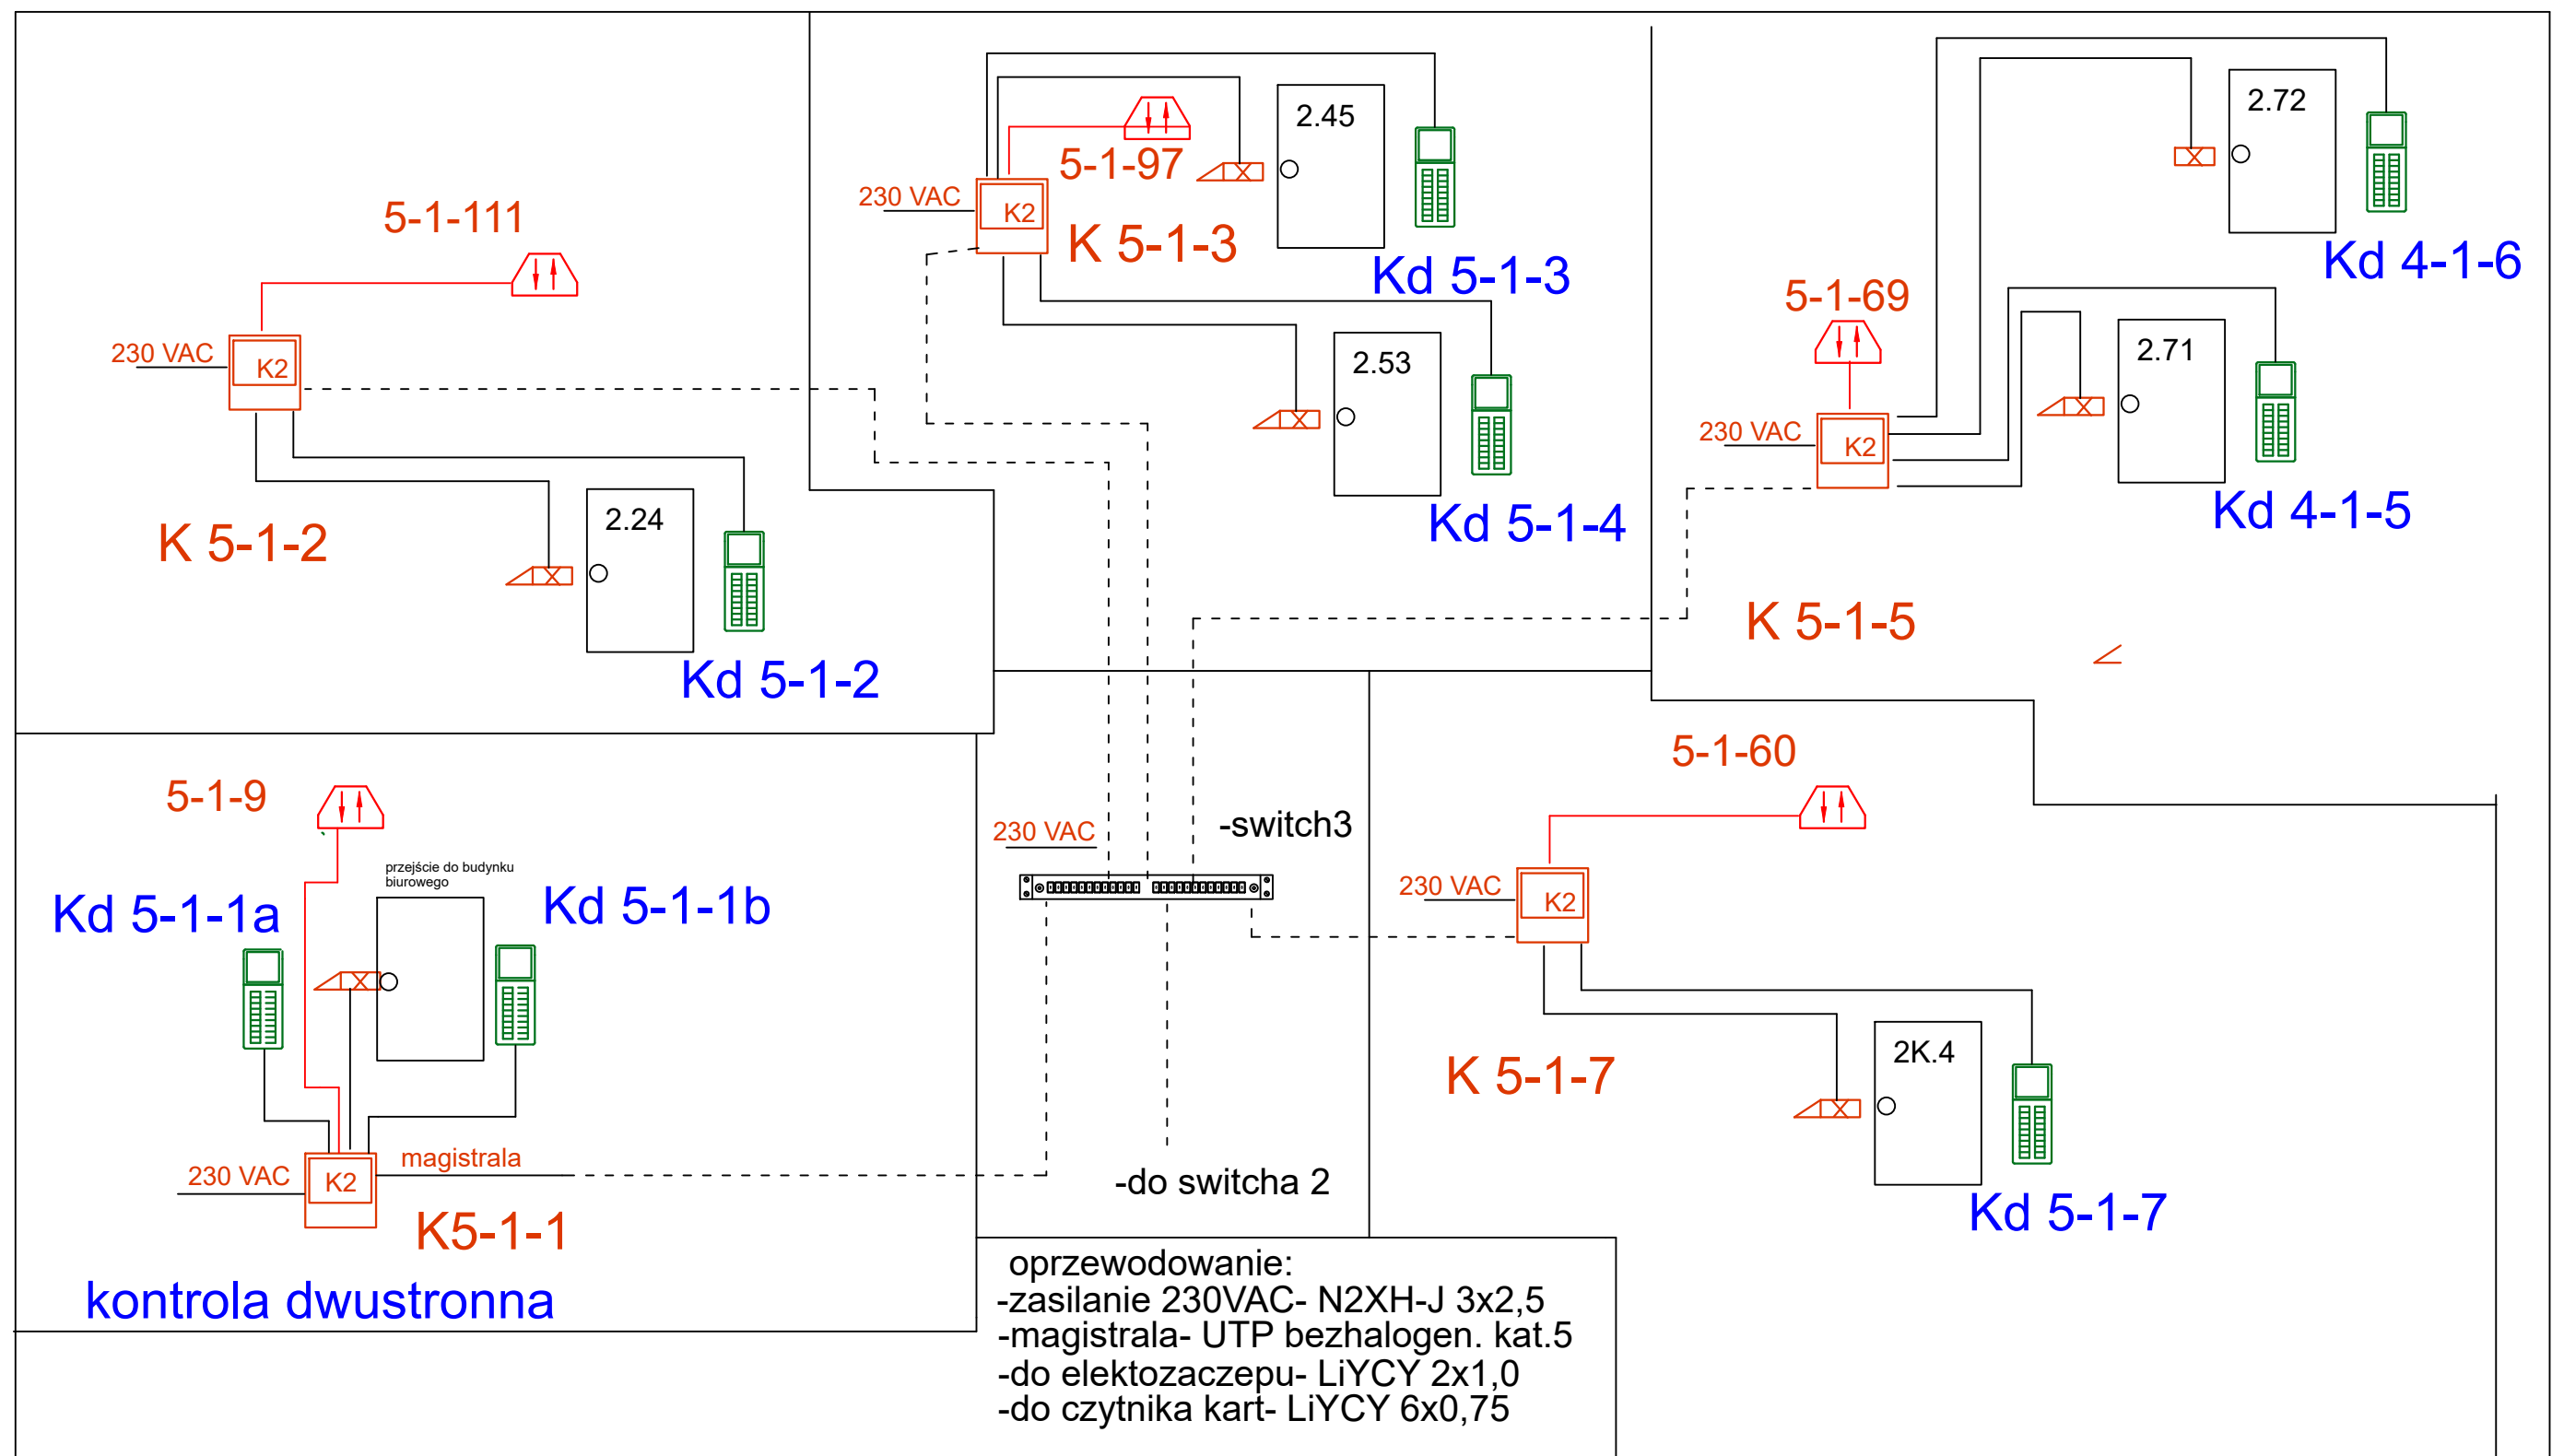 5-1-111
230 VAC
K2
K 5-1-2
2.24
Kd 5-1-2
230 VAC
5-1-97
K2
K 5-1-3
2.45
Kd 5-1-3
2.53
Kd 5-1-4
2.72
Kd 4-1-6
5-1-69
2.71
230 VAC
K2
Kd 4-1-5
K 5-1-5
5-1-9
przejście do budynku
biurowego
Kd 5-1-1a
Kd 5-1-1b
230 VAC
K2
magistrala
K5-1-1
kontrola dwustronna
230 VAC
-switch3
-do switcha 2
5-1-60
230 VAC
K2
K 5-1-7
2K.4
Kd 5-1-7
oprzewodowanie:
-zasilanie 230VAC- N2XH-J 3x2,5
-magistrala- UTP bezhalogen. kat.5
-do elektozaczepu- LiYCY 2x1,0
-do czytnika kart- LiYCY 6x0,75